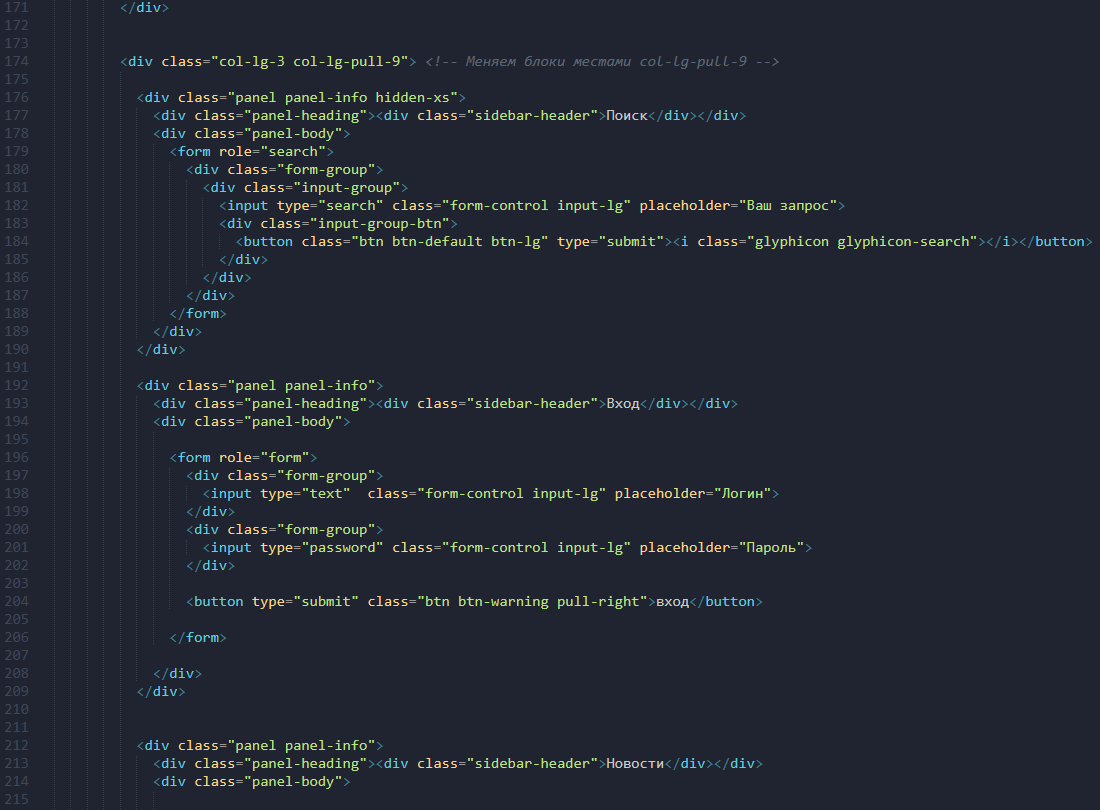 171 </div>
172
173
174 <div class="col-lg-3 col-lg-pull-9"> <!-- Меняем блоки местами col-lg-pull-9 -->
175
176 <div class="panel panel-info hidden-xs">
177 <div class="panel-heading"><div class="sidebar-header">Поиск</div></div>
178 <div class="panel-body">
179 <form role="search">
180 <div class="form-group">
181 <div class="input-group">
182 <input type="search" class="form-control input-lg" placeholder="Ваш запрос">
183 <div class="input-group-btn">
184 <button class="btn btn-default btn-lg" type="submit"><i class="glyphicon glyphicon-search"></i></button>
185 </div>
186 </div>
187 </div>
188 </form>
189 </div>
190 </div>
191
192 <div class="panel panel-info">
193 <div class="panel-heading"><div class="sidebar-header">Вход</div></div>
194 <div class="panel-body">
195
196 <form role="form">
197 <div class="form-group">
198 <input type="text"  class="form-control input-lg" placeholder="Логин">
199 </div>
200 <div class="form-group">
201 <input type="password" class="form-control input-lg" placeholder="Пароль">
202 </div>
203
204 <button type="submit" class="btn btn-warning pull-right">вход</button>
205
206 </form>
207
208 </div>
209 </div>
210
211
212 <div class="panel panel-info">
213 <div class="panel-heading"><div class="sidebar-header">Новости</div></div>
214 <div class="panel-body">
215